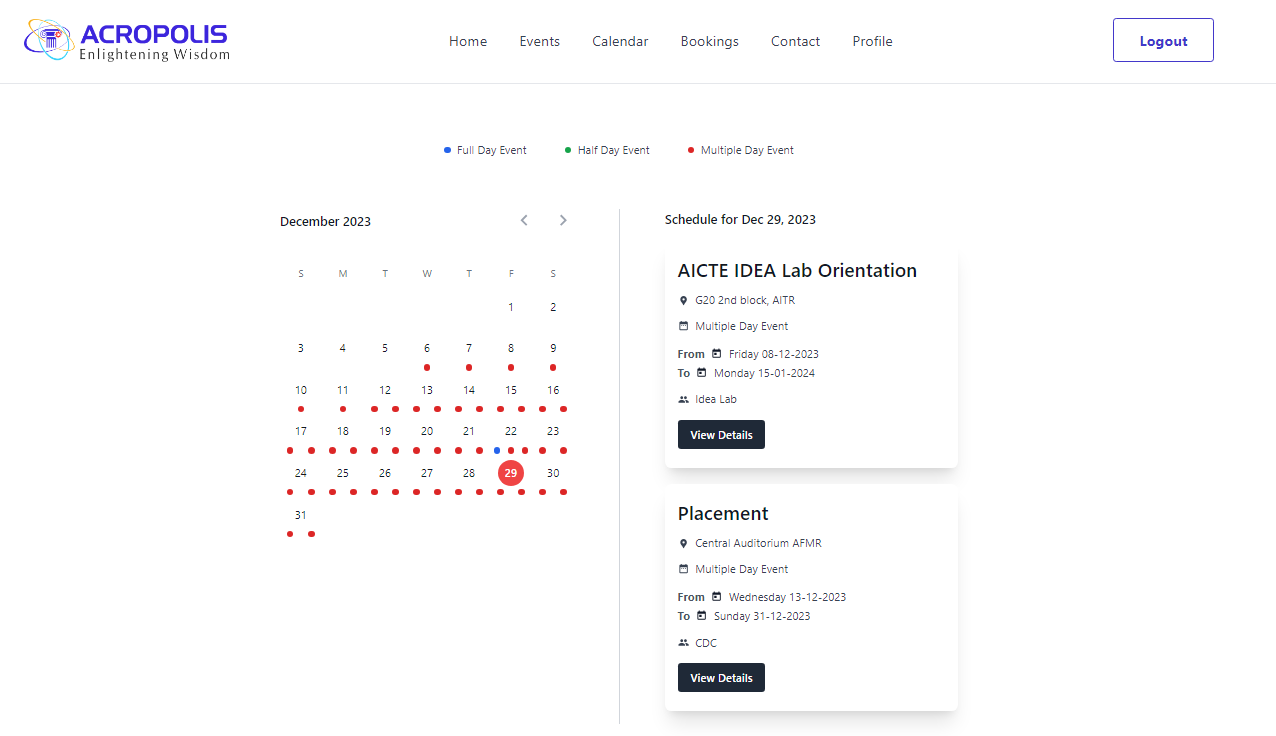 ACROPOLIS
Enlightening Wisdom
Home Events Calendar Bookings Contact Profile
Logout
Full Day Event Half Day Event Multiple Day Event
December 2023
S M T W T F S
1 2
3 4 5 6 7 8 9
10 11 12 13 14 15 16
17 18 19 20 21 22 23
24 25 26 27 28 29 30
31
Schedule for Dec 29, 2023
AICTE IDEA Lab Orientation
G20 2nd block, AITR
Multiple Day Event
From Friday 08-12-2023
To Monday 15-01-2024
Idea Lab
View Details
Placement
Central Auditorium AFMR
Multiple Day Event
From Wednesday 13-12-2023
To Sunday 31-12-2023
CDC
View Details